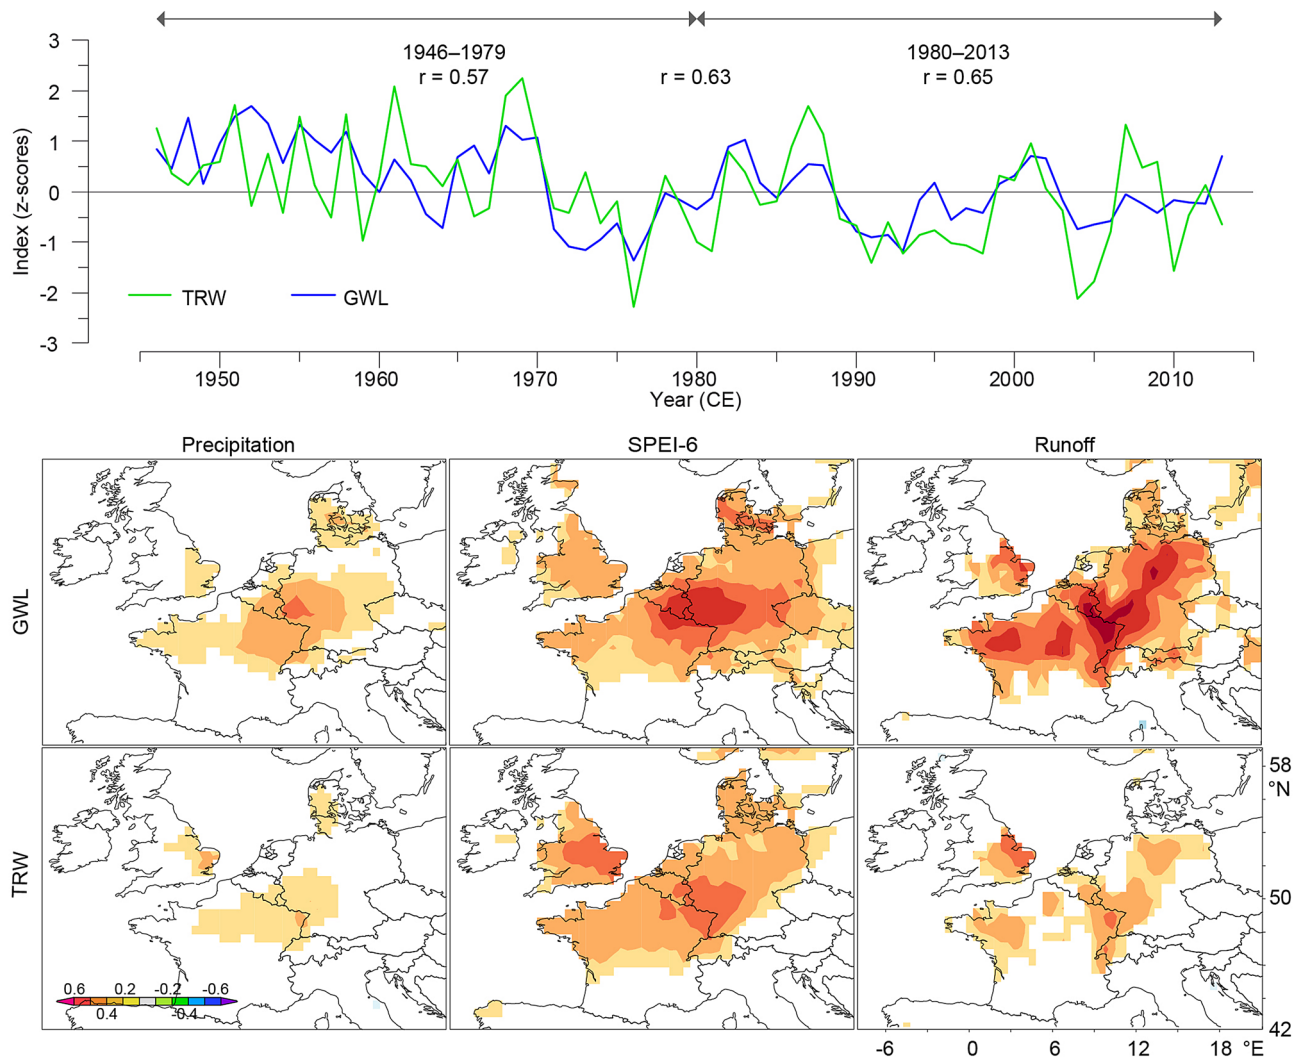 1946–1979
1980–2013
r = 0.57
r = 0.63
r = 0.65
3
2
1
0
-1
-2
-3
Index (z-scores)
TRW
GWL
1950
1960
1970
1980
1990
2000
2010
Year (CE)
Precipitation
SPEI-6
Runoff
GWL
TRW
58
°N
50
42
0.6
0.2
-0.2
-0.6
0.4
-0.4
-6
0
6
12
18
°E